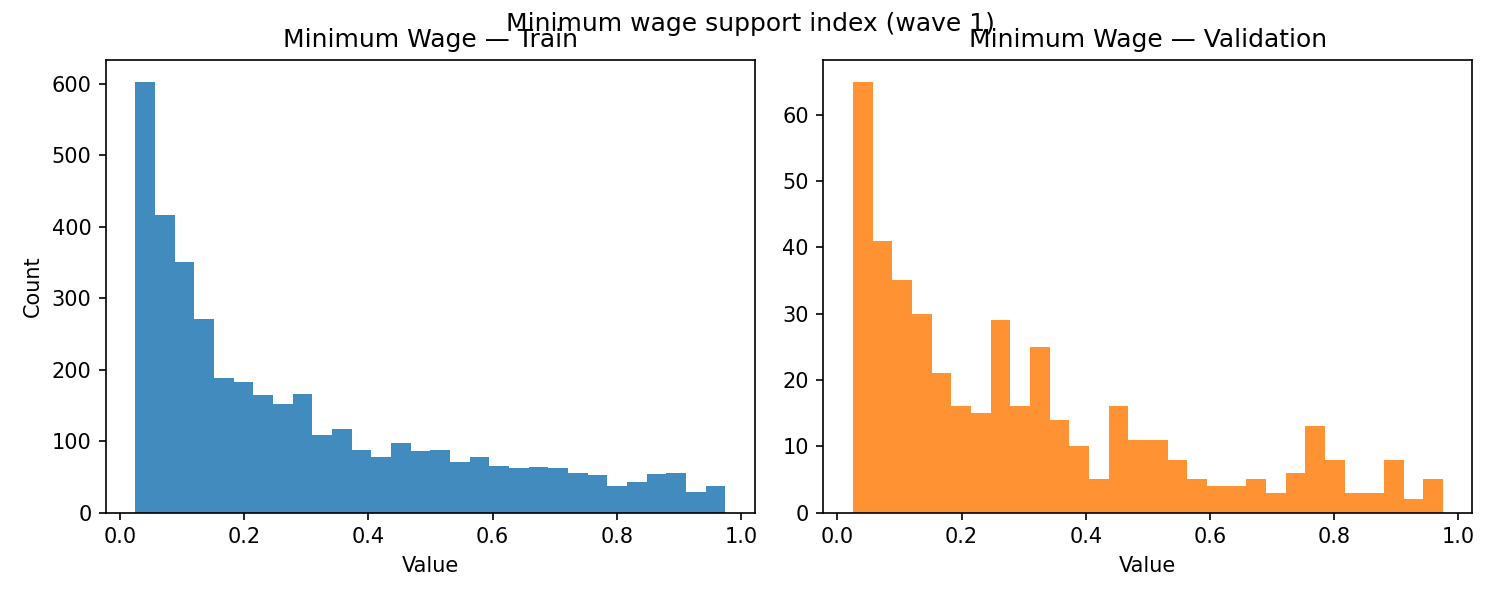 Minimum wage support index (wave 1)
Minimum Wage — Train
Minimum Wage — Validation
600
500
400
300
200
100
0
Count
0.0 0.2 0.4 0.6 0.8 1.0
Value
60
50
40
30
20
10
0
0.0 0.2 0.4 0.6 0.8 1.0
Value